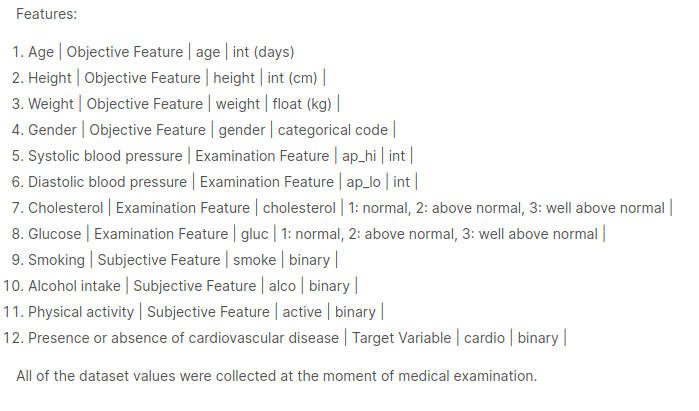 Features:
1. Age | Objective Feature | age | int (days)
2. Height | Objective Feature | height | int (cm) |
3. Weight | Objective Feature | weight | float (kg) |
4. Gender | Objective Feature | gender | categorical code |
5. Systolic blood pressure | Examination Feature | ap_hi | int |
6. Diastolic blood pressure | Examination Feature | ap_lo | int |
7. Cholesterol | Examination Feature | cholesterol | 1: normal, 2: above normal, 3: well above normal |
8. Glucose | Examination Feature | gluc | 1: normal, 2: above normal, 3: well above normal |
9. Smoking | Subjective Feature | smoke | binary |
10. Alcohol intake | Subjective Feature | alco | binary |
11. Physical activity | Subjective Feature | active | binary |
12. Presence or absence of cardiovascular disease | Target Variable | cardio | binary |
All of the dataset values were collected at the moment of medical examination.